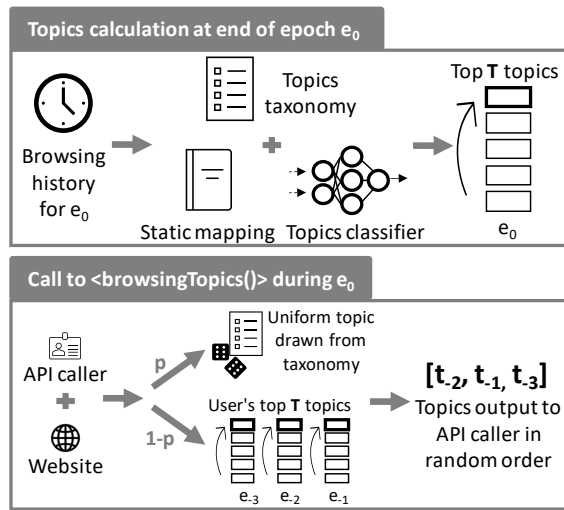 Topics calculation at end of epoch e₀
Topics
taxonomy
Top T topics
Browsing
history
for e₀
Static mapping
Topics classifier
e₀
Call to <browsingTopics()> during e₀
API caller
Website
p
1-p
Uniform topic
drawn from
taxonomy
User's top T topics
e₋₃
e₋₂
e₋₁
[t₋₂, t₋₁, t₋₃]
Topics output to
API caller in
random order